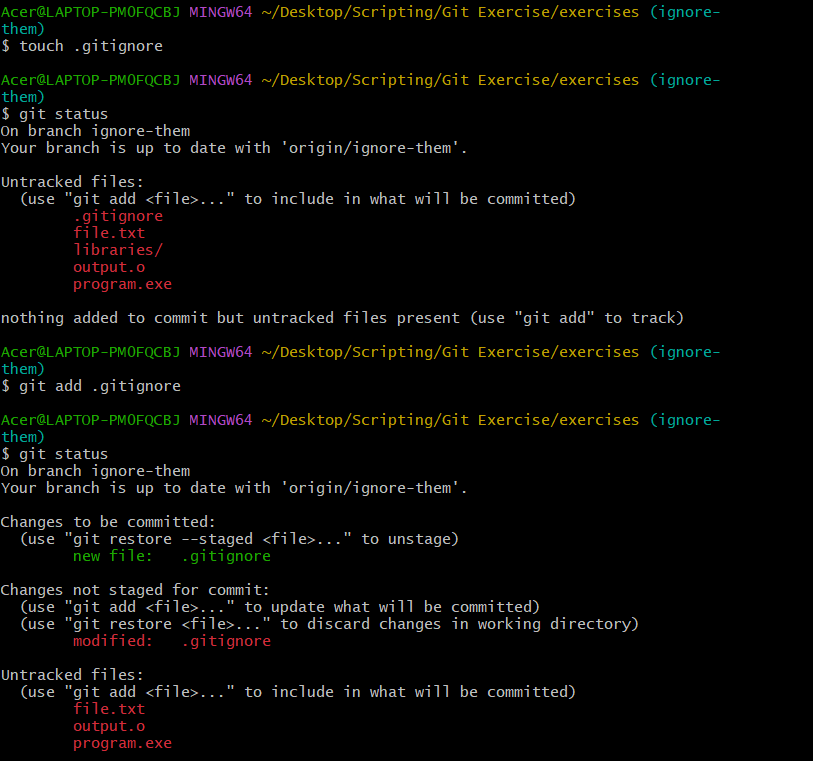 Acer@LAPTOP-PM0FQCBJ MINGW64 ~/Desktop/Scripting/Git Exercise/exercises (ignore-
them)
$ touch .gitignore

Acer@LAPTOP-PM0FQCBJ MINGW64 ~/Desktop/Scripting/Git Exercise/exercises (ignore-
them)
$ git status
On branch ignore-them
Your branch is up to date with 'origin/ignore-them'.

Untracked files:
  (use "git add <file>..." to include in what will be committed)
        .gitignore
        file.txt
        libraries/
        output.o
        program.exe

nothing added to commit but untracked files present (use "git add" to track)

Acer@LAPTOP-PM0FQCBJ MINGW64 ~/Desktop/Scripting/Git Exercise/exercises (ignore-
them)
$ git add .gitignore

Acer@LAPTOP-PM0FQCBJ MINGW64 ~/Desktop/Scripting/Git Exercise/exercises (ignore-
them)
$ git status
On branch ignore-them
Your branch is up to date with 'origin/ignore-them'.

Changes to be committed:
  (use "git restore --staged <file>..." to unstage)
        new file:   .gitignore

Changes not staged for commit:
  (use "git add <file>..." to update what will be committed)
  (use "git restore <file>..." to discard changes in working directory)
        modified:   .gitignore

Untracked files:
  (use "git add <file>..." to include in what will be committed)
        file.txt
        output.o
        program.exe